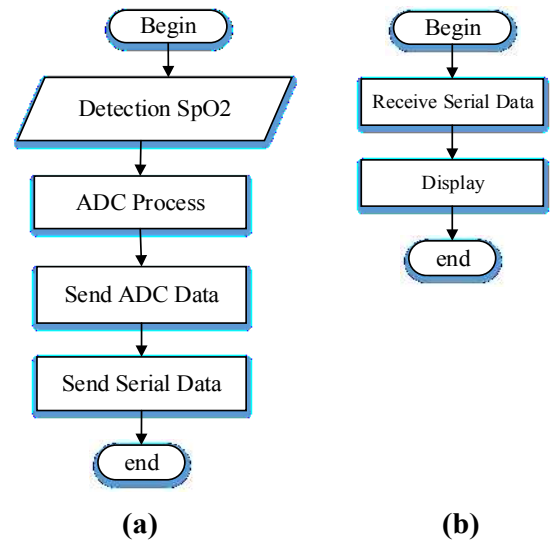 Begin
Detection SpO2
ADC Process
Send ADC Data
Send Serial Data
end
(a)
Begin
Receive Serial Data
Display
end
(b)